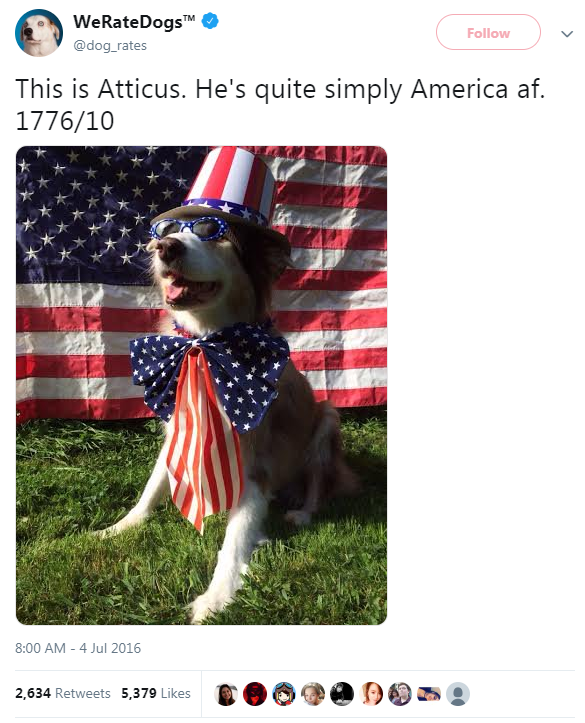 WeRateDogs™
@dog_rates
Follow
This is Atticus. He's quite simply America af.
1776/10
8:00 AM - 4 Jul 2016
2,634 Retweets 5,379 Likes